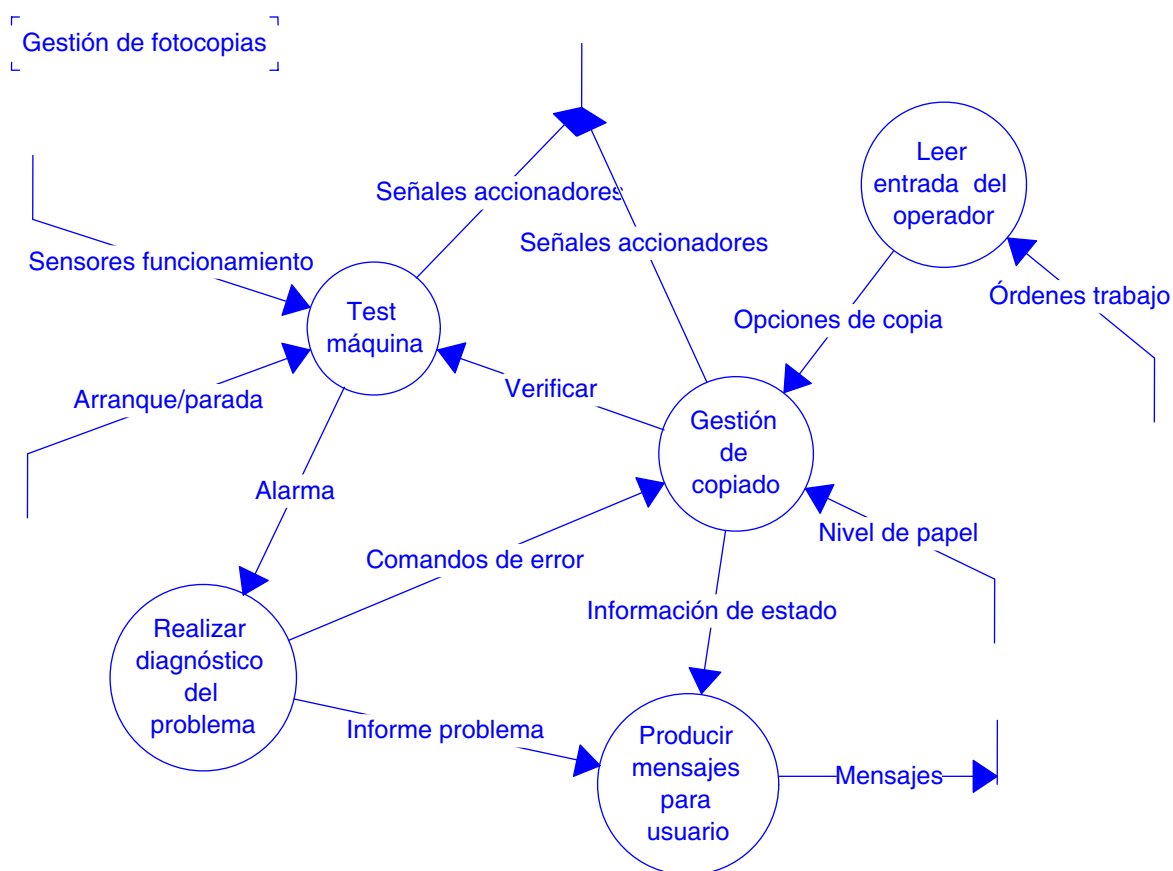 Gestión de fotocopias
Leer
entrada del
operador
Señales accionadores
Señales accionadores
Sensores funcionamiento
Órdenes trabajo
Test
máquina
Opciones de copia
Arranque/parada
Verificar
Gestión
de
copiado
Alarma
Nivel de papel
Comandos de error
Información de estado
Realizar
diagnóstico
del
problema
Informe problema
Producir
mensajes
para
usuario
Mensajes